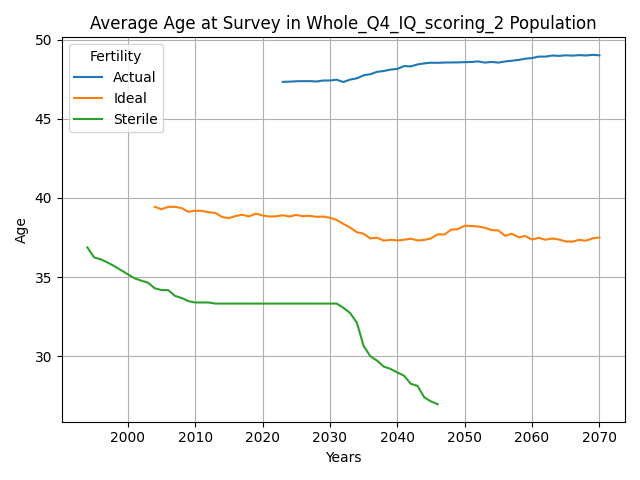 Average Age at Survey in Whole_Q4_IQ_scoring_2 Population
Fertility
Actual
Ideal
Sterile
50
45
40
35
30
Age
2000
2010
2020
2030
2040
2050
2060
2070
Years